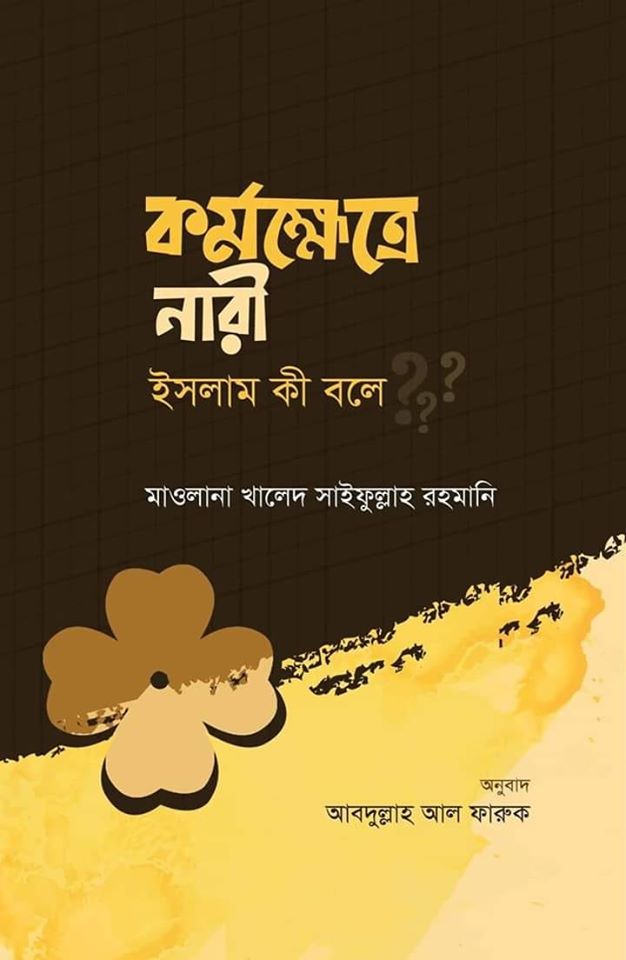 কর্মক্ষেত্রে
নারী
ইসলাম কী বলে ???
মাওলানা খালেদ সাইফুল্লাহ রহমানি
অনুবাদ
আবদুল্লাহ আল ফারুক